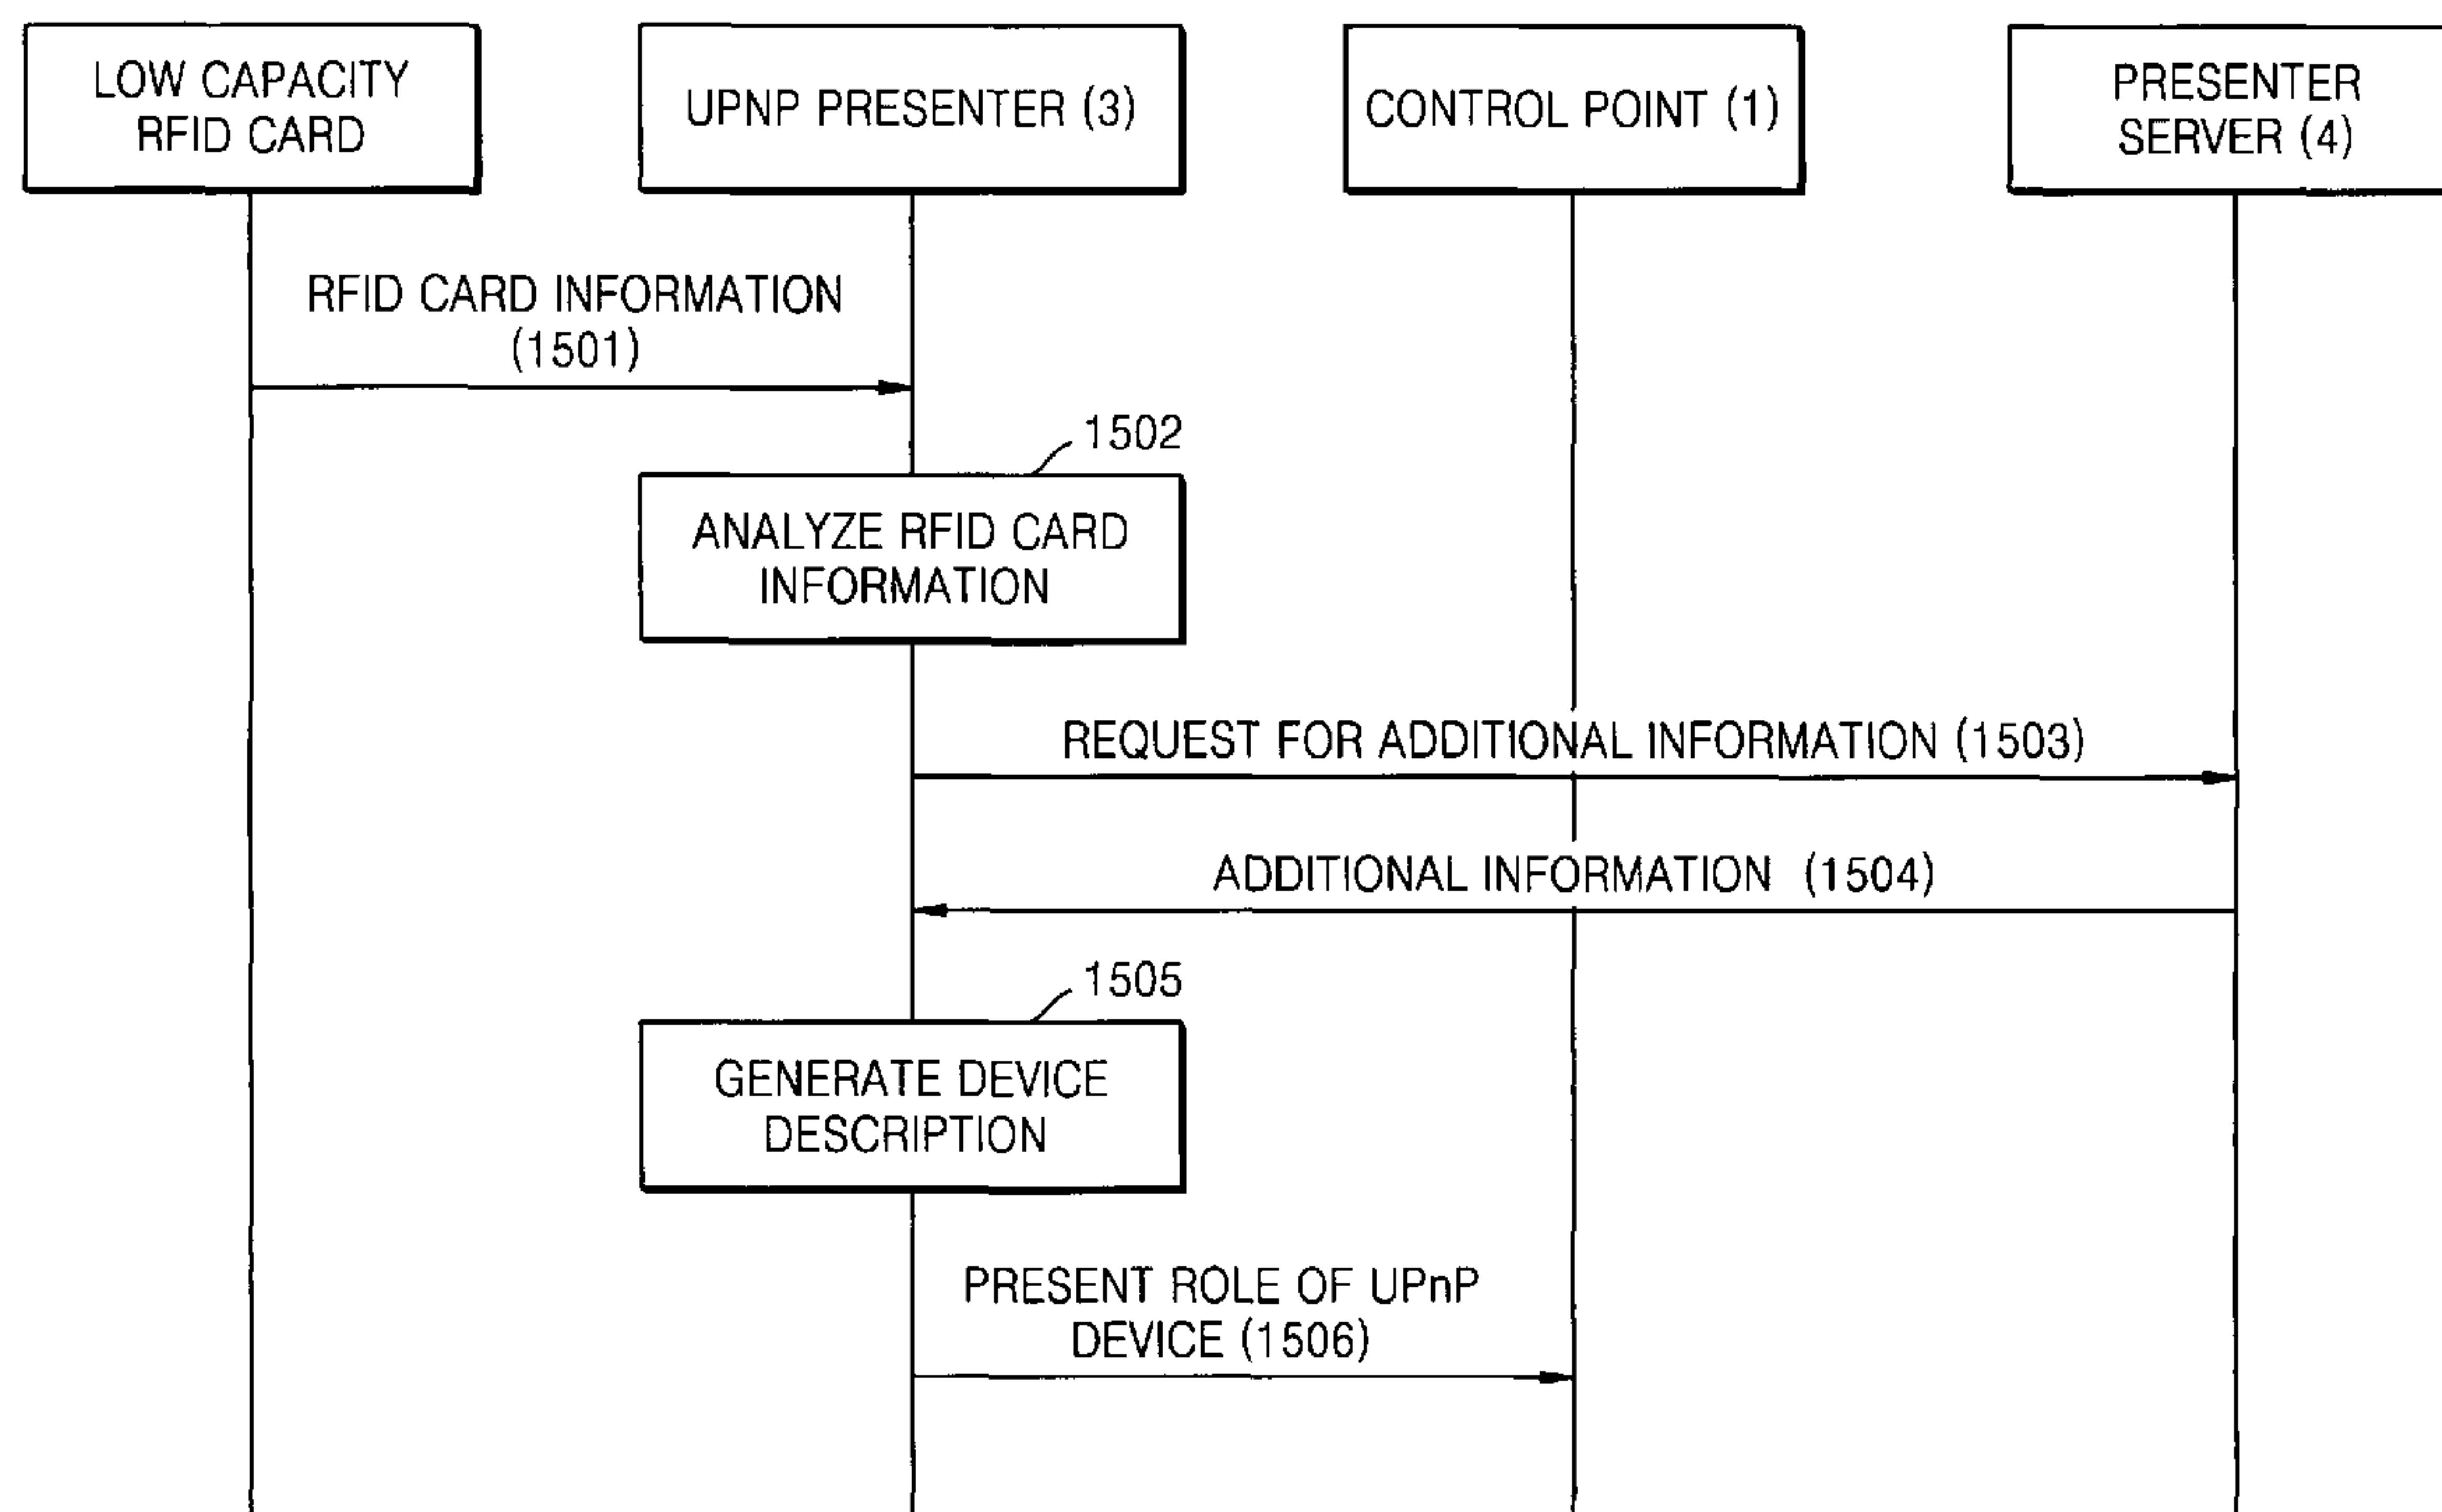 LOW CAPACITY
RFID CARD
UPNP PRESENTER (3)
CONTROL POINT (1)
PRESENTER
SERVER (4)
RFID CARD INFORMATION
(1501)
1502
ANALYZE RFID CARD
INFORMATION
REQUEST FOR ADDITIONAL INFORMATION (1503)
ADDITIONAL INFORMATION (1504)
1505
GENERATE DEVICE
DESCRIPTION
PRESENT ROLE OF UPnP
DEVICE (1506)